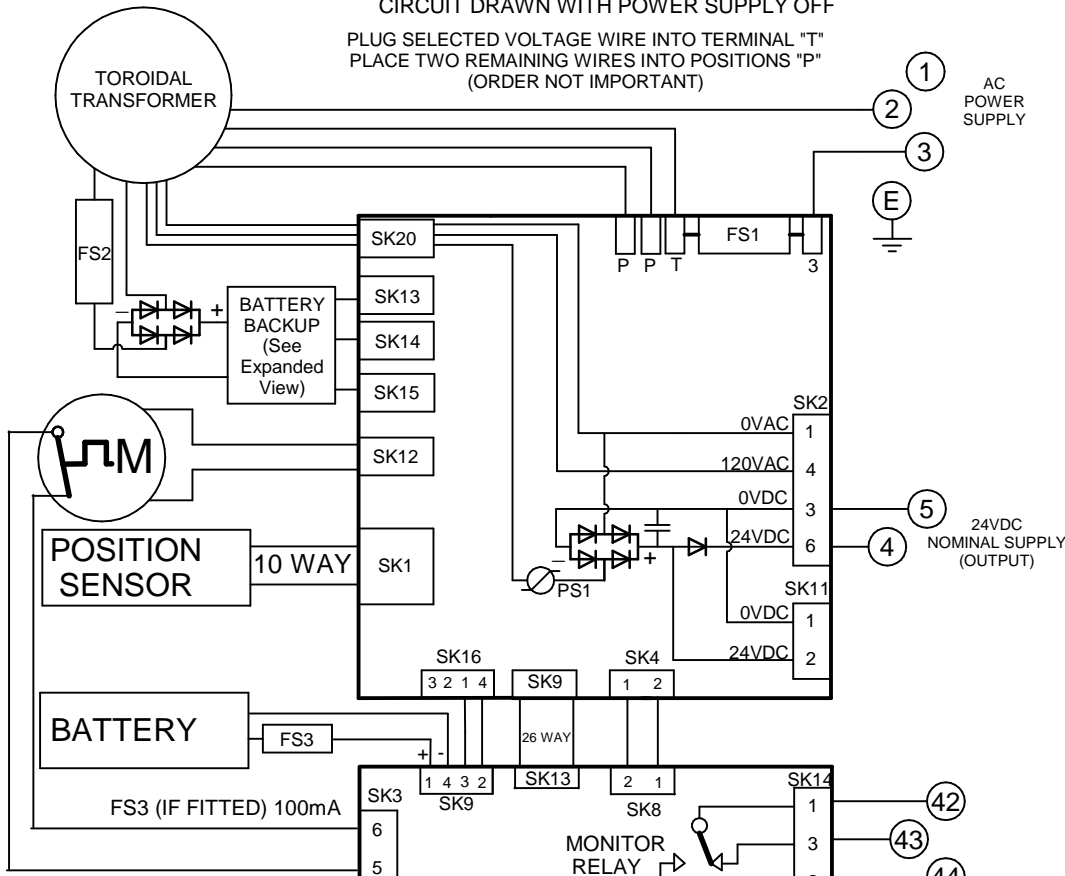 CIRCUIT DRAWN WITH POWER SUPPLY OFF
PLUG SELECTED VOLTAGE WIRE INTO TERMINAL "T"
PLACE TWO REMAINING WIRES INTO POSITIONS "P"
(ORDER NOT IMPORTANT)
TOROIDAL
TRANSFORMER
1
2
3
E
AC
POWER
SUPPLY
FS2
SK20
P P T
FS1
3
SK13
SK14
SK15
BATTERY
BACKUP
(See
Expanded
View)
– +
M
SK12
SK2
0VAC 1
120VAC 4
0VDC 3
24VDC 6
5
4
24VDC
NOMINAL SUPPLY
(OUTPUT)
POSITION
SENSOR
10 WAY
SK1
– +
PS1
SK11
0VDC 1
24VDC 2
SK16
3 2 1 4
SK9
SK4
1 2
BATTERY
FS3
26 WAY
+ -
1 4 3 2
SK9
SK13
2 1
SK8
SK14
FS3 (IF FITTED) 100mA
SK3
6
5
MONITOR
RELAY
1
3
42
43
44